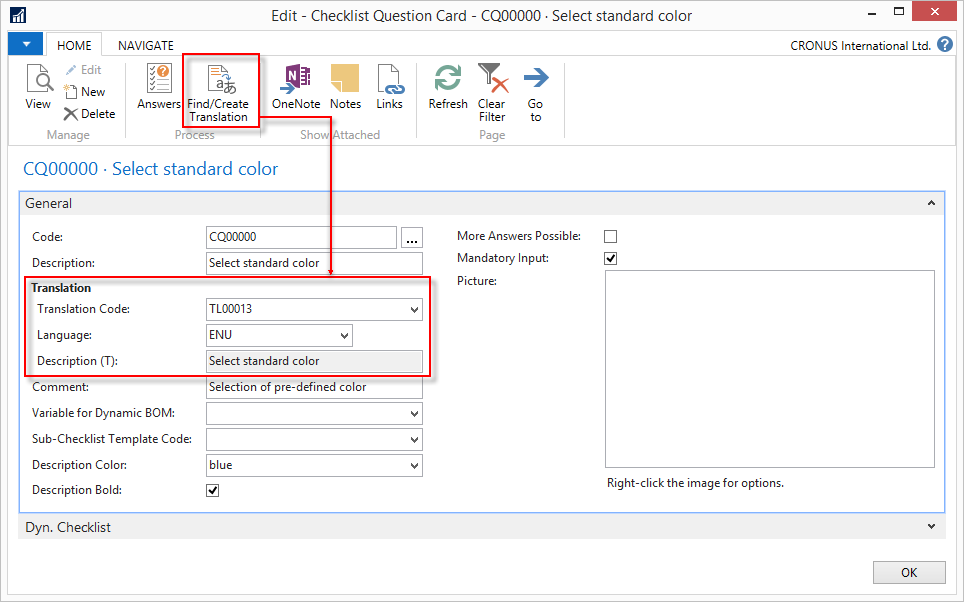 Edit - Checklist Question Card - CQ00000 · Select standard color
HOME NAVIGATE CRONUS International Ltd. ?
View
Edit
New
Delete
Manage
Answers
Find/Create Translation
Process
OneNote
Notes
Links
Show Attached
Refresh
Clear Filter
Go to
Page
CQ00000 · Select standard color
General
Code: CQ00000 ...
Description: Select standard color
Translation
Translation Code: TL00013
Language: ENU
Description (T): Select standard color
Comment: Selection of pre-defined color
Variable for Dynamic BOM:
Sub-Checklist Template Code:
Description Color: blue
Description Bold:
More Answers Possible:
Mandatory Input:
Picture:
Right-click the image for options.
Dyn. Checklist
OK